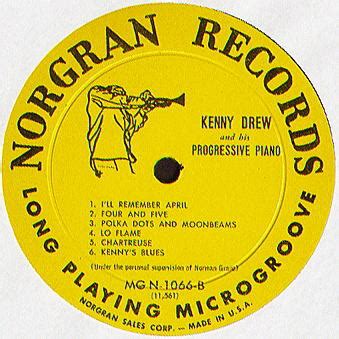 NORGRAN RECORDS
KENNY DREW
and his
PROGRESSIVE PIANO
1. I'LL REMEMBER APRIL
2. FOUR AND FIVE
3. POLKA DOTS AND MOONBEAMS
4. LO FLAME
5. CHARTREUSE
6. KENNY'S BLUES
(Under the personal supervision of Norman Granz)
MG N-1066-B
(11,561)
LONG PLAYING MICROGROOVE
NORGRAN SALES CORP. — MADE IN U.S.A.